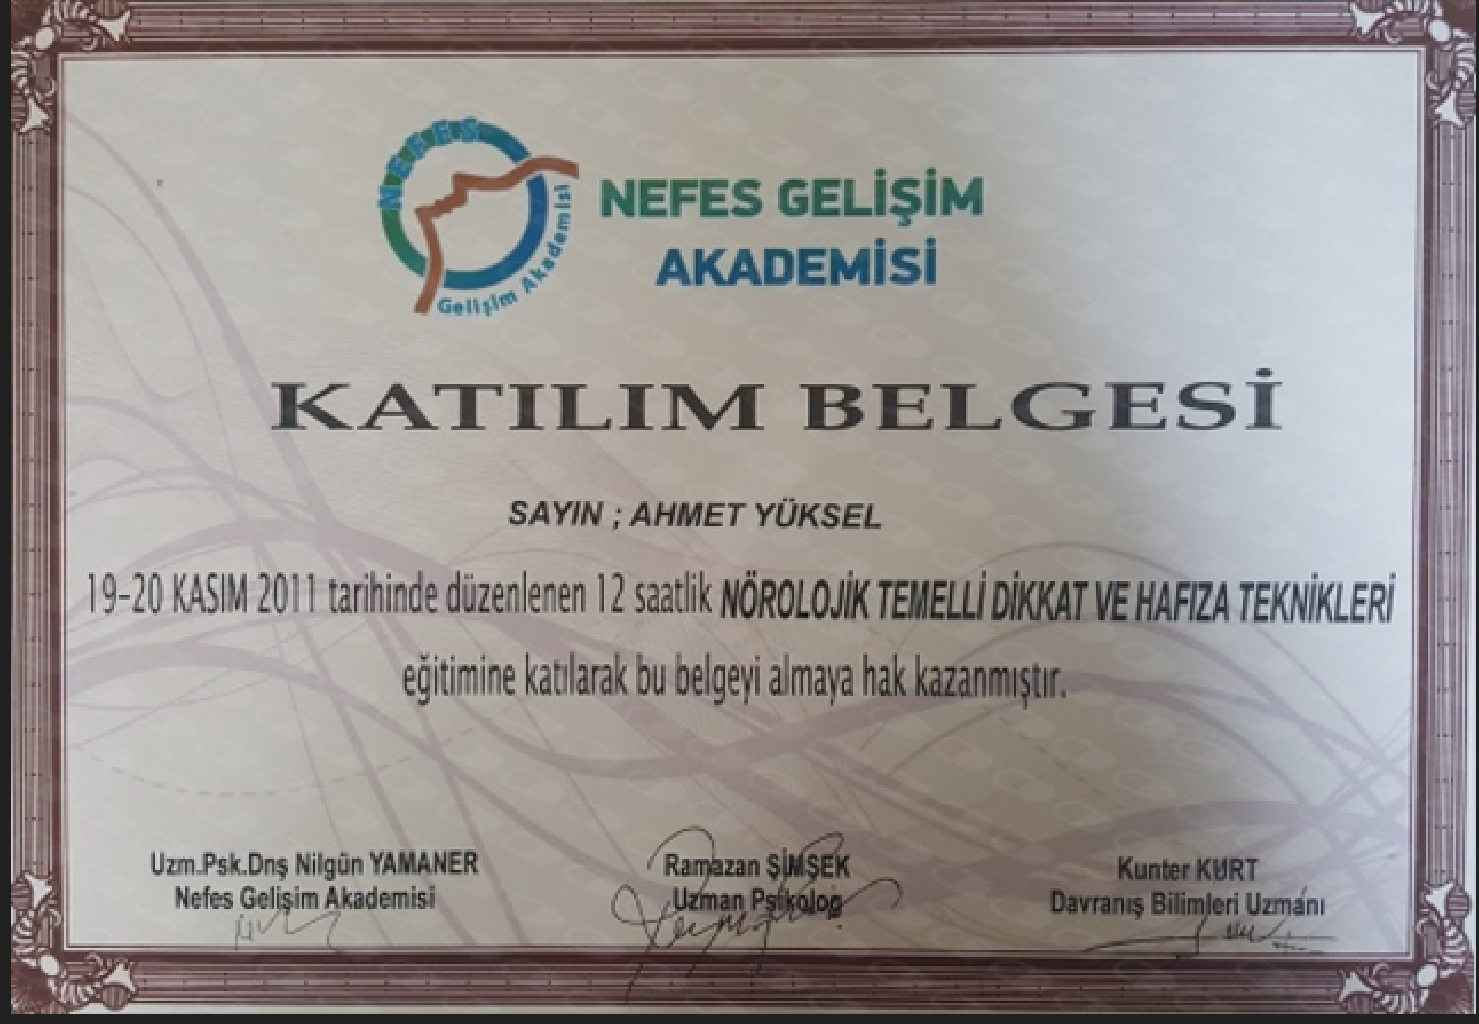 NEFES
Gelişim Akademisi
NEFES GELİŞİM
AKADEMİSİ
KATILIM BELGESİ
SAYIN ; AHMET YÜKSEL
19-20 KASIM 2011 tarihinde düzenlenen 12 saatlik NÖROLOJİK TEMELLİ DİKKAT VE HAFIZA TEKNİKLERİ
eğitimine katılarak bu belgeyi almaya hak kazanmıştır.
Uzm.Psk.Dnş Nilgün YAMANER
Nefes Gelişim Akademisi
Ramazan ŞİMŞEK
Uzman Psikolog
Kunter KURT
Davranış Bilimleri Uzmanı